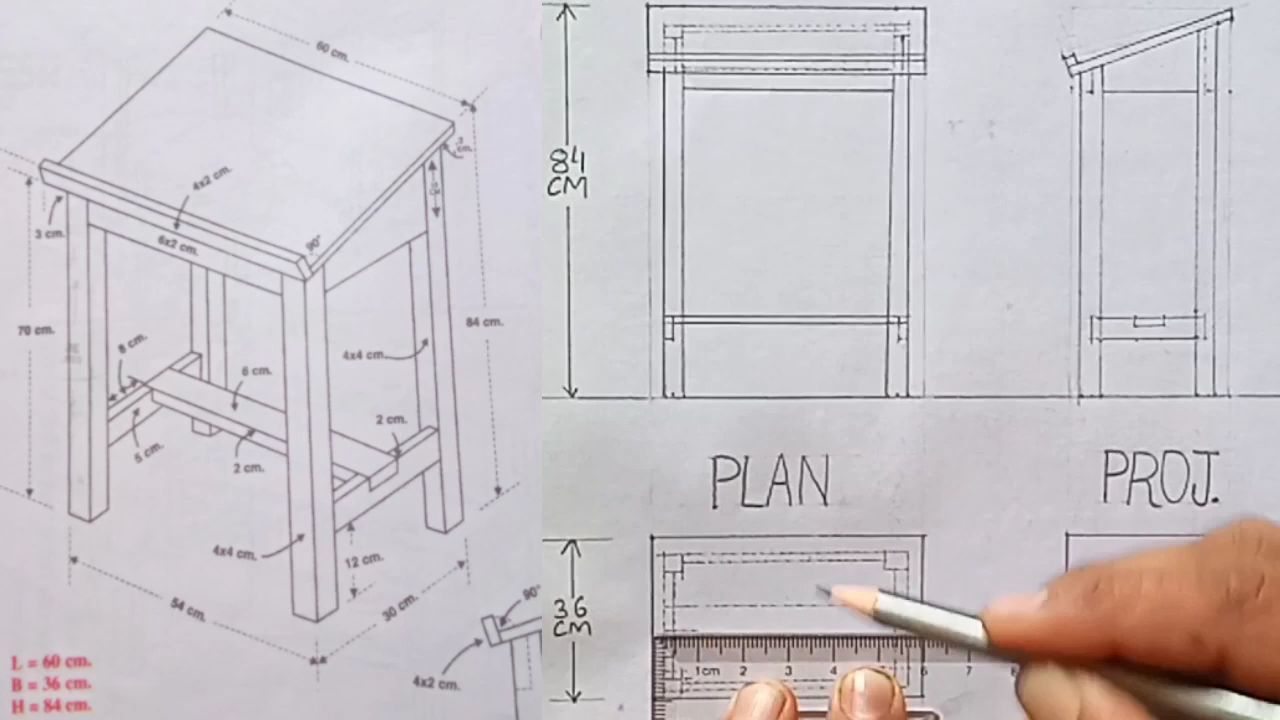 60 cm.
4x2 cm.
6x2 cm.
90°
3 cm.
70 cm.
84 cm.
8 cm.
6 cm.
4x4 cm.
2 cm.
5 cm.
2 cm.
4x4 cm.
12 cm.
54 cm.
30 cm.
90°
4x2 cm.
L = 60 cm.
B = 36 cm.
H = 84 cm.
84
CM
PLAN
PROJ.
36
CM
1cm 2 3 4 5 6 7